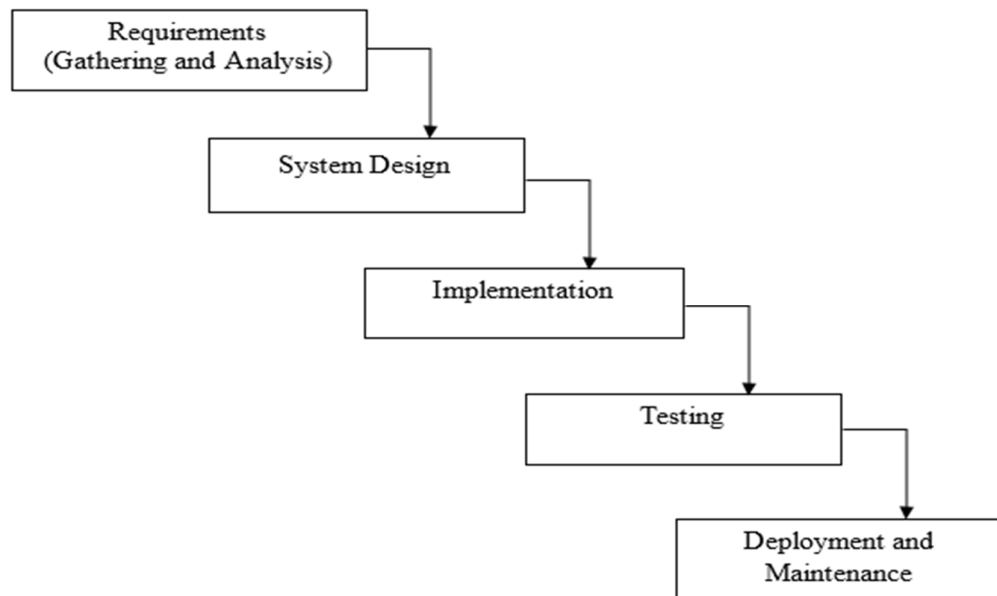 Requirements
(Gathering and Analysis)
System Design
Implementation
Testing
Deployment and
Maintenance